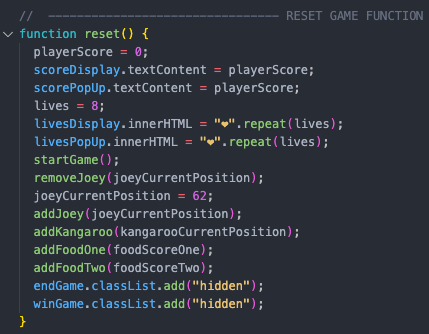 //  ------------------------------ RESET GAME FUNCTION
function reset() {
  playerScore = 0;
  scoreDisplay.textContent = playerScore;
  scorePopUp.textContent = playerScore;
  lives = 8;
  livesDisplay.innerHTML = "❤".repeat(lives);
  livesPopUp.innerHTML = "❤".repeat(lives);
  startGame();
  removeJoey(joeyCurrentPosition);
  joeyCurrentPosition = 62;
  addJoey(joeyCurrentPosition);
  addKangaroo(kangarooCurrentPosition);
  addFoodOne(foodScoreOne);
  addFoodTwo(foodScoreTwo);
  endGame.classList.add("hidden");
  winGame.classList.add("hidden");
}